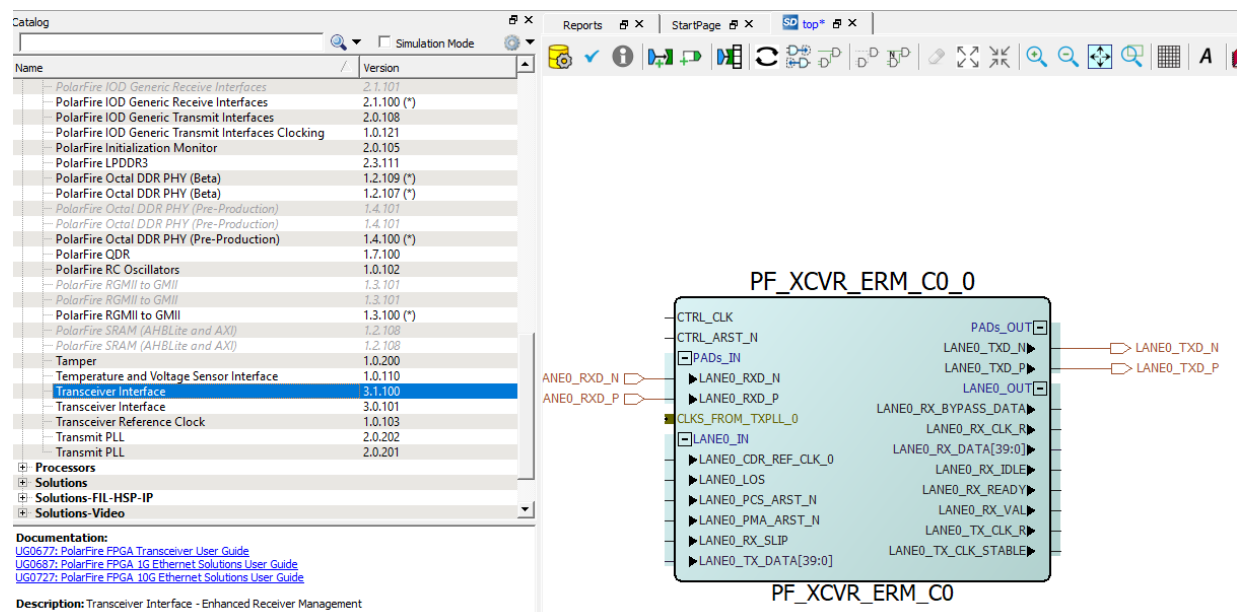 Catalog
Simulation Mode
Name Version
PolarFire IOD Generic Receive Interfaces 2.1.101
PolarFire IOD Generic Receive Interfaces 2.1.100 (*)
PolarFire IOD Generic Transmit Interfaces 2.0.108
PolarFire IOD Generic Transmit Interfaces Clocking 1.0.121
PolarFire Initialization Monitor 2.0.105
PolarFire LPDDR3 2.3.111
PolarFire Octal DDR PHY (Beta) 1.2.109 (*)
PolarFire Octal DDR PHY (Beta) 1.2.107 (*)
PolarFire Octal DDR PHY (Pre-Production) 1.4.101
PolarFire Octal DDR PHY (Pre-Production) 1.4.101
PolarFire Octal DDR PHY (Pre-Production) 1.4.100 (*)
PolarFire QDR 1.7.100
PolarFire RC Oscillators 1.0.102
PolarFire RGMII to GMII 1.3.101
PolarFire RGMII to GMII 1.3.101
PolarFire RGMII to GMII 1.3.100 (*)
PolarFire SRAM (AHBLite and AXI) 1.2.108
PolarFire SRAM (AHBLite and AXI) 1.2.108
Tamper 1.0.200
Temperature and Voltage Sensor Interface 1.0.110
Transceiver Interface 3.1.100
Transceiver Interface 3.0.101
Transceiver Reference Clock 1.0.103
Transmit PLL 2.0.202
Transmit PLL 2.0.201
Processors
Solutions
Solutions-FIL-HSP-IP
Solutions-Video
Documentation:
UG0677: PolarFire FPGA Transceiver User Guide
UG0687: PolarFire FPGA 1G Ethernet Solutions User Guide
UG0727: PolarFire FPGA 10G Ethernet Solutions User Guide
Description: Transceiver Interface - Enhanced Receiver Management
Reports StartPage SD top*
A
PF_XCVR_ERM_C0_0
CTRL_CLK
CTRL_ARST_N
PADs_IN
ANE0_RXD_N LANE0_RXD_N
ANE0_RXD_P LANE0_RXD_P
CLKS_FROM_TXPLL_0
LANE0_IN
LANE0_CDR_REF_CLK_0
LANE0_LOS
LANE0_PCS_ARST_N
LANE0_PMA_ARST_N
LANE0_RX_SLIP
LANE0_TX_DATA[39:0]
PADs_OUT
LANE0_TXD_N LANE0_TXD_N
LANE0_TXD_P LANE0_TXD_P
LANE0_OUT
LANE0_RX_BYPASS_DATA
LANE0_RX_CLK_R
LANE0_RX_DATA[39:0]
LANE0_RX_IDLE
LANE0_RX_READY
LANE0_RX_VAL
LANE0_TX_CLK_R
LANE0_TX_CLK_STABLE
PF_XCVR_ERM_C0